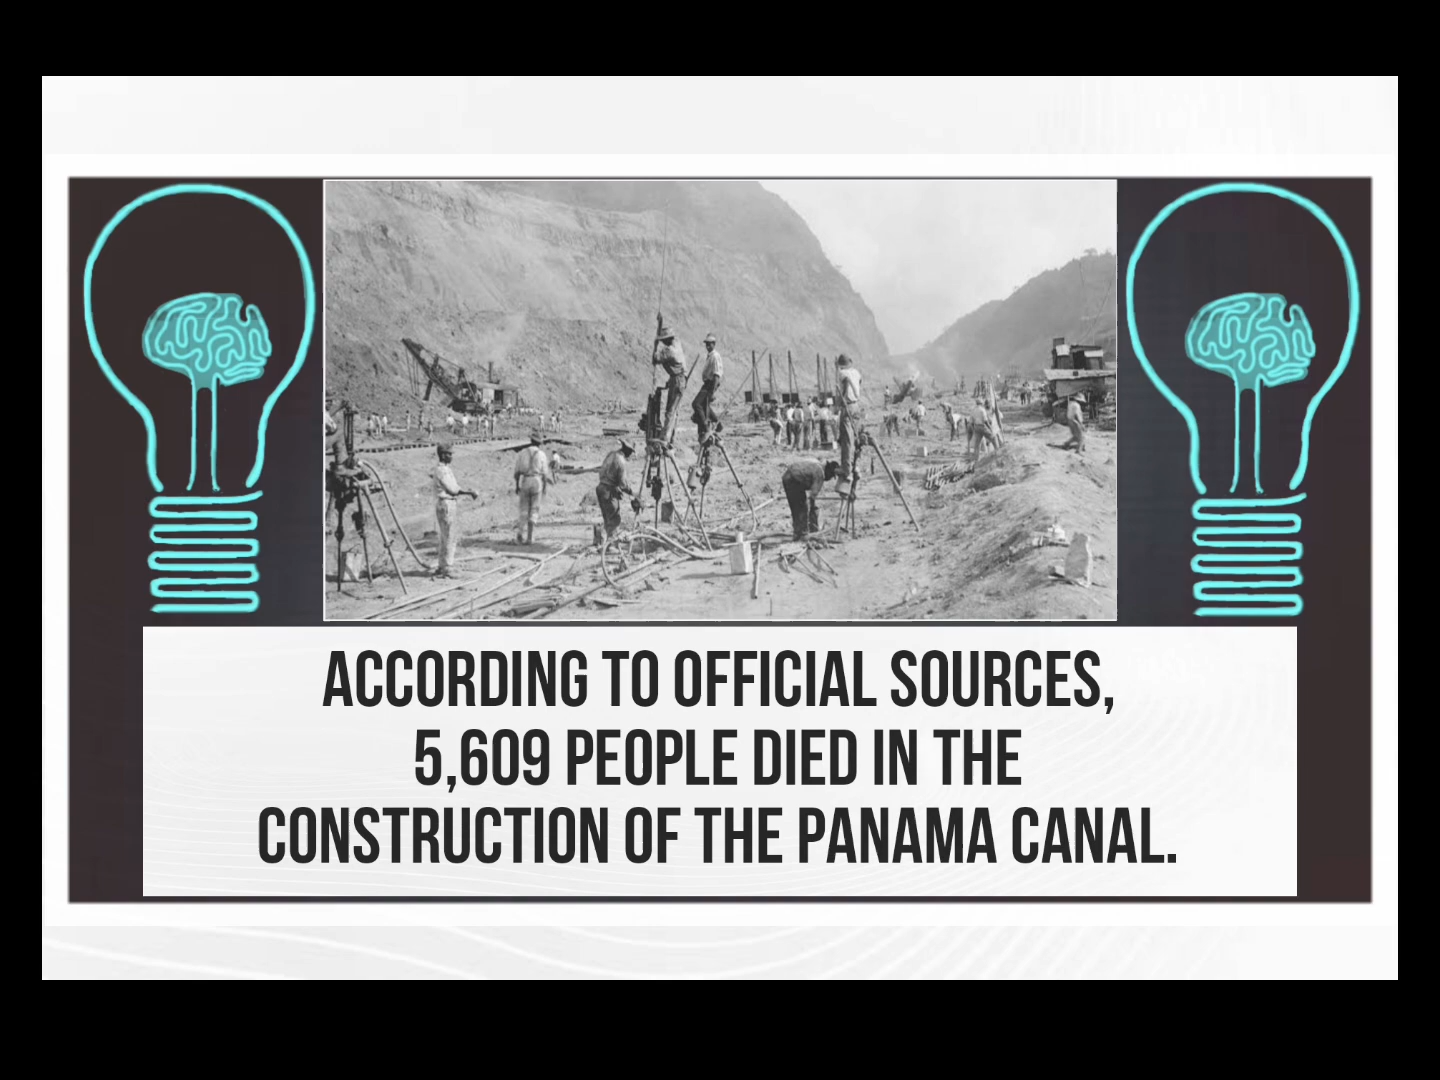 ACCORDING TO OFFICIAL SOURCES,
5,609 PEOPLE DIED IN THE
CONSTRUCTION OF THE PANAMA CANAL.